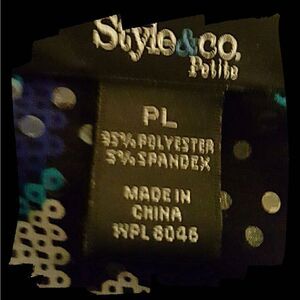 Style&co.
Petite
PL
95% POLYESTER
5% SPANDEX
MADE IN
CHINA
WPL 8046